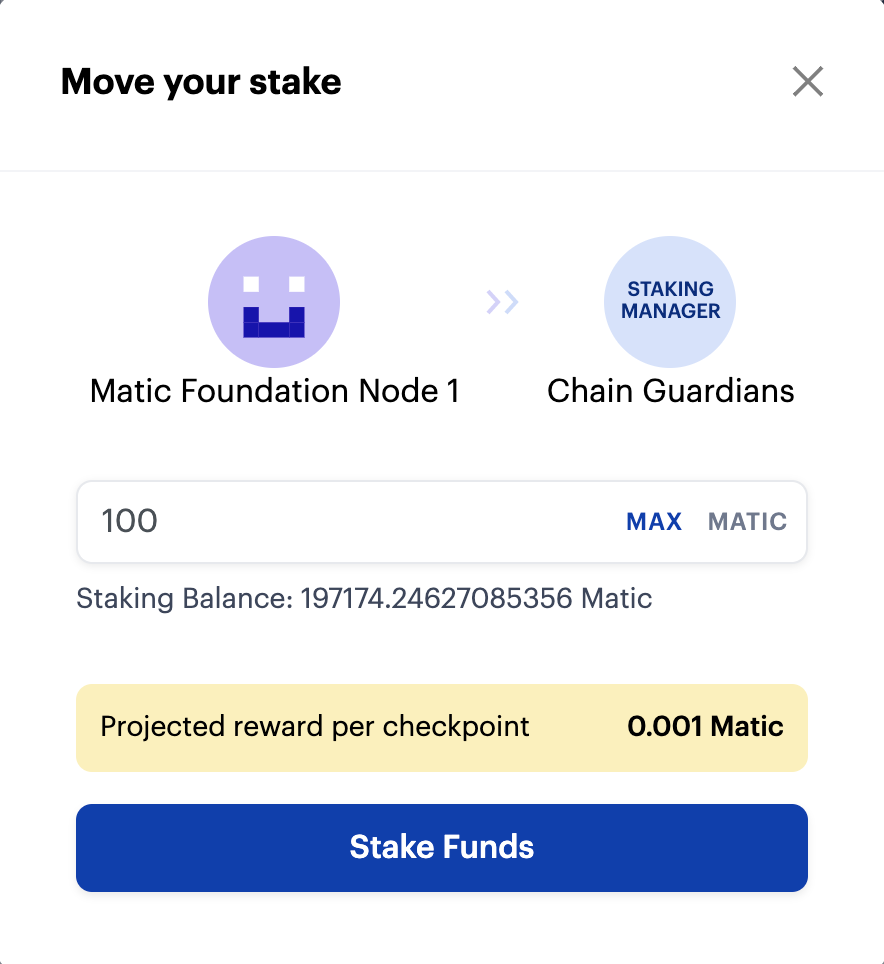 Move your stake
STAKING
MANAGER
Matic Foundation Node 1
Chain Guardians
100 MAX MATIC
Staking Balance: 197174.24627085356 Matic
Projected reward per checkpoint 0.001 Matic
Stake Funds